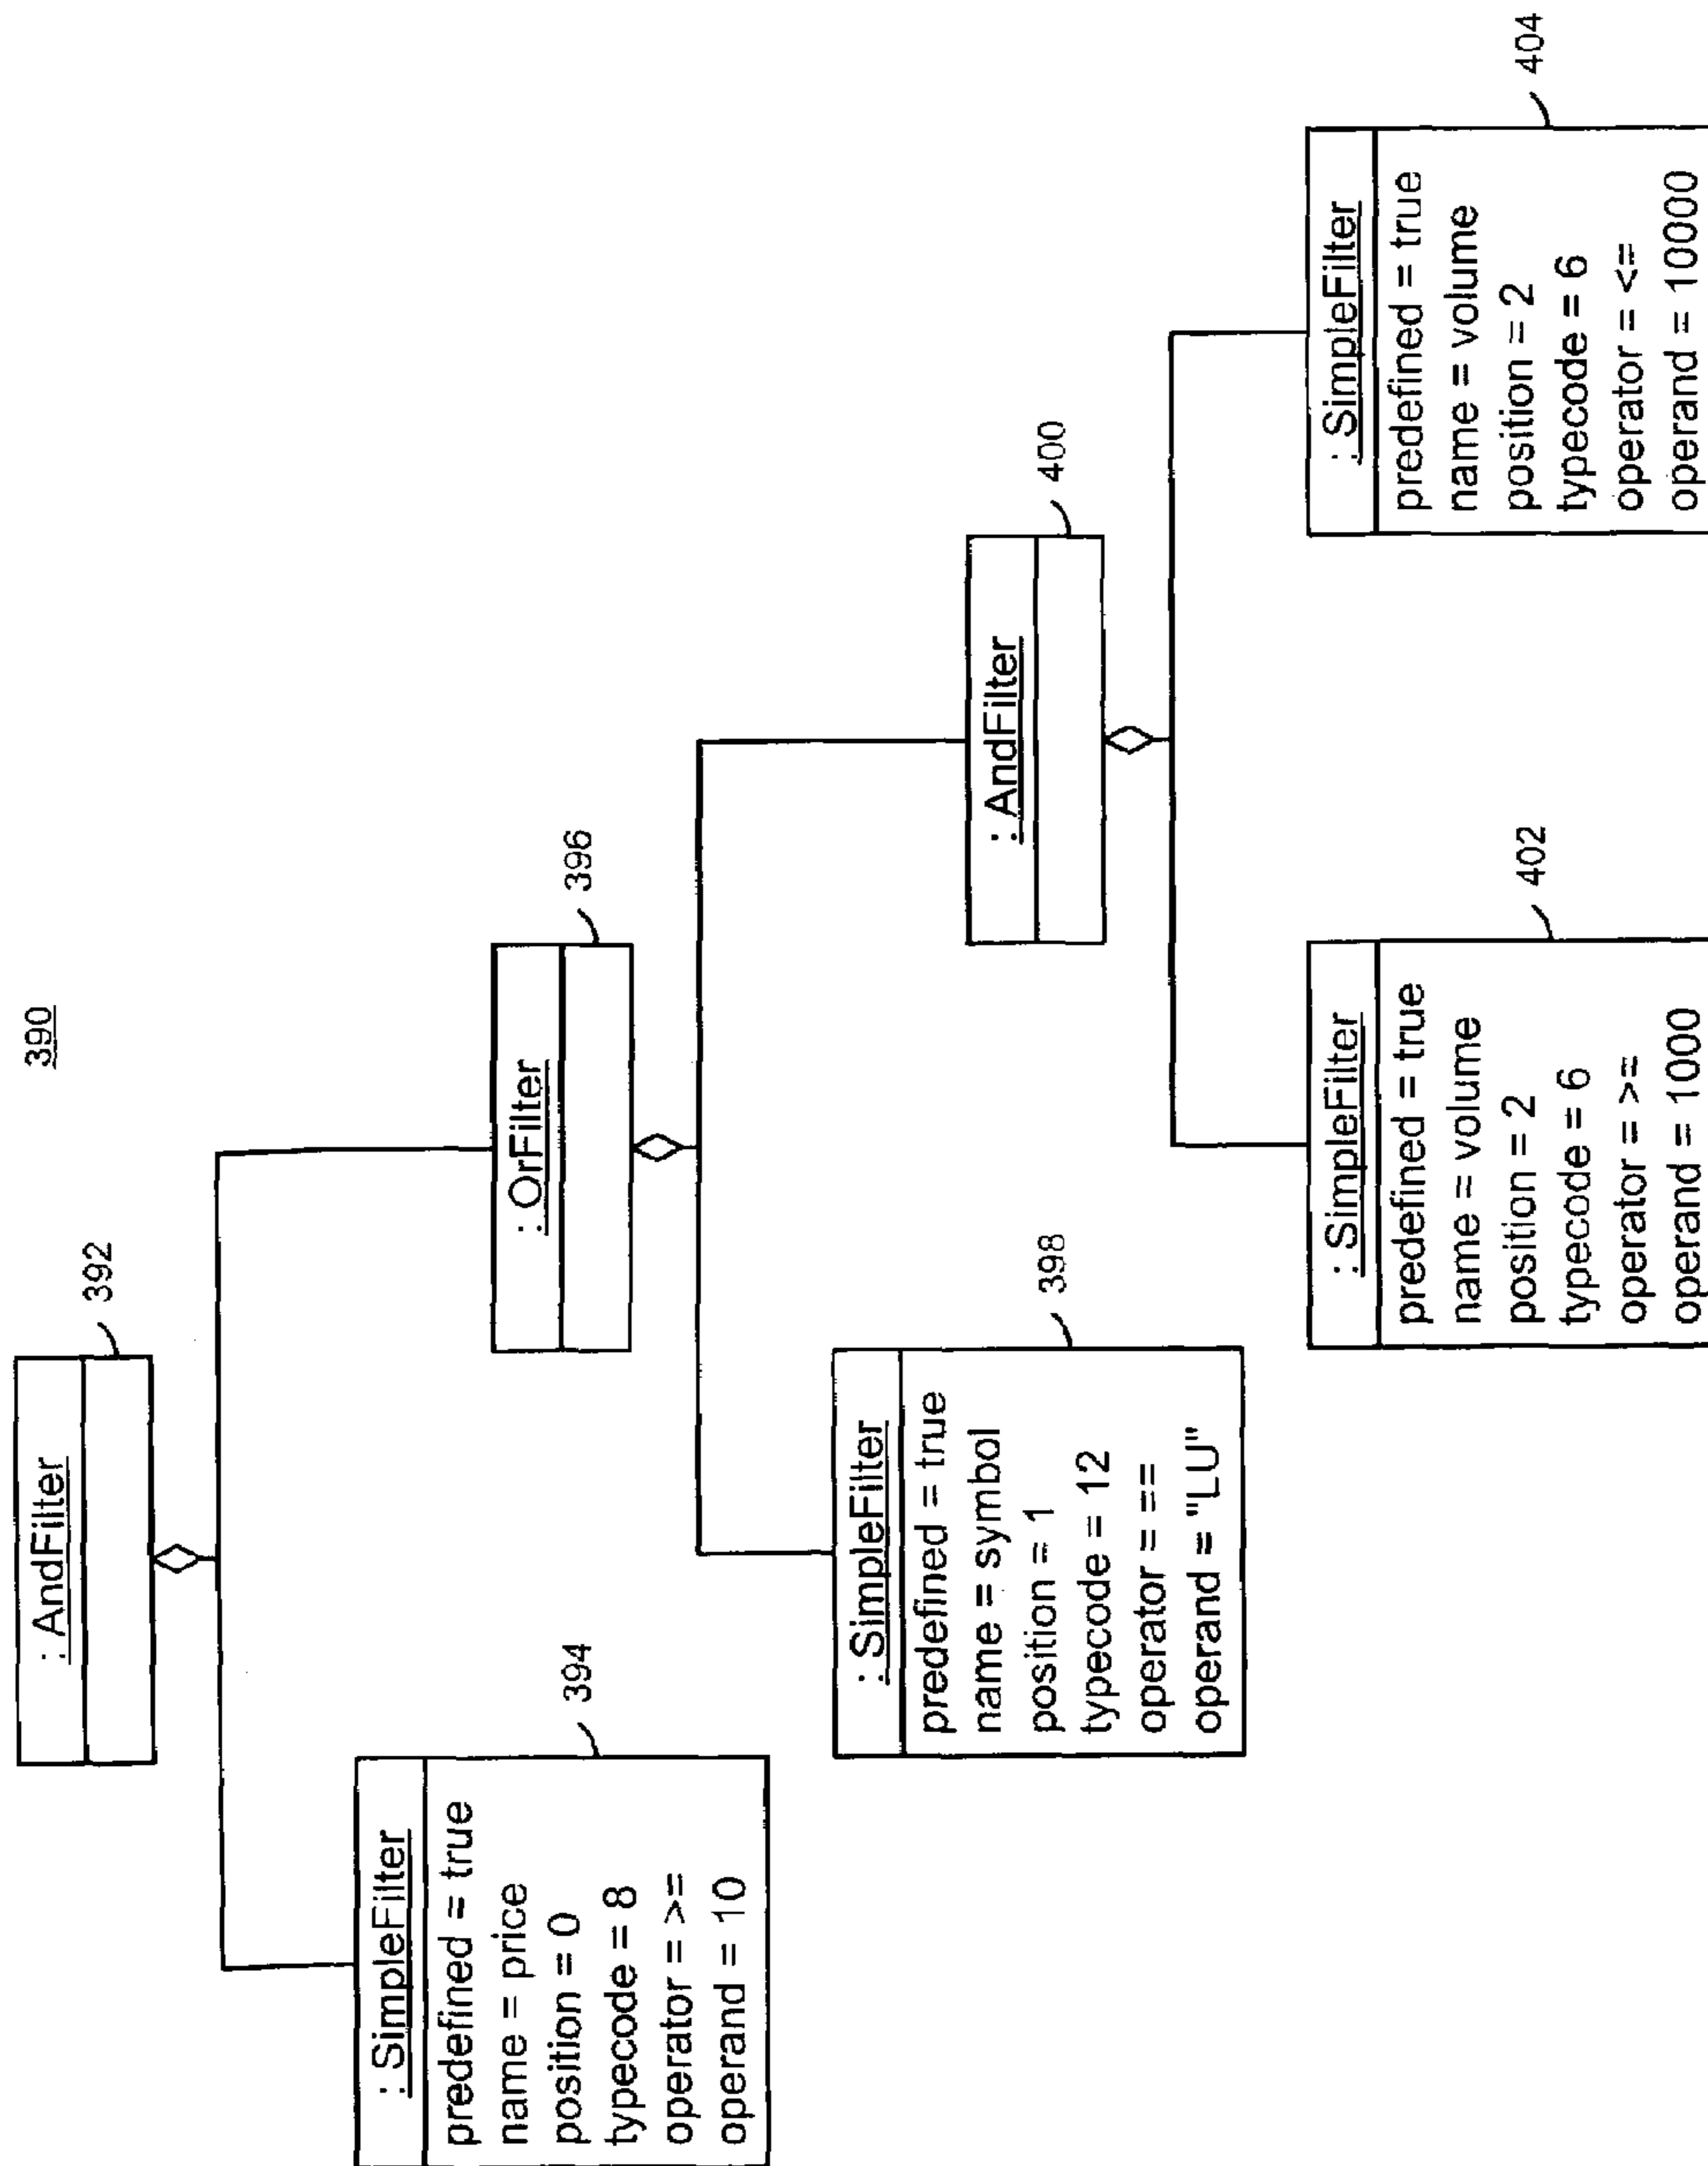 390
: AndFilter
392
: SimpleFilter
predefined = true
name = price
position = 0
typecode = 8
operator = >=
operand = 10
394
: OrFilter
396
: SimpleFilter
predefined = true
name = symbol
position = 1
typecode = 12
operator = ==
operand = "LU"
398
: AndFilter
400
: SimpleFilter
predefined = true
name = volume
position = 2
typecode = 6
operator = >=
operand = 1000
402
: SimpleFilter
predefined = true
name = volume
position = 2
typecode = 6
operator = <=
operand = 10000
404